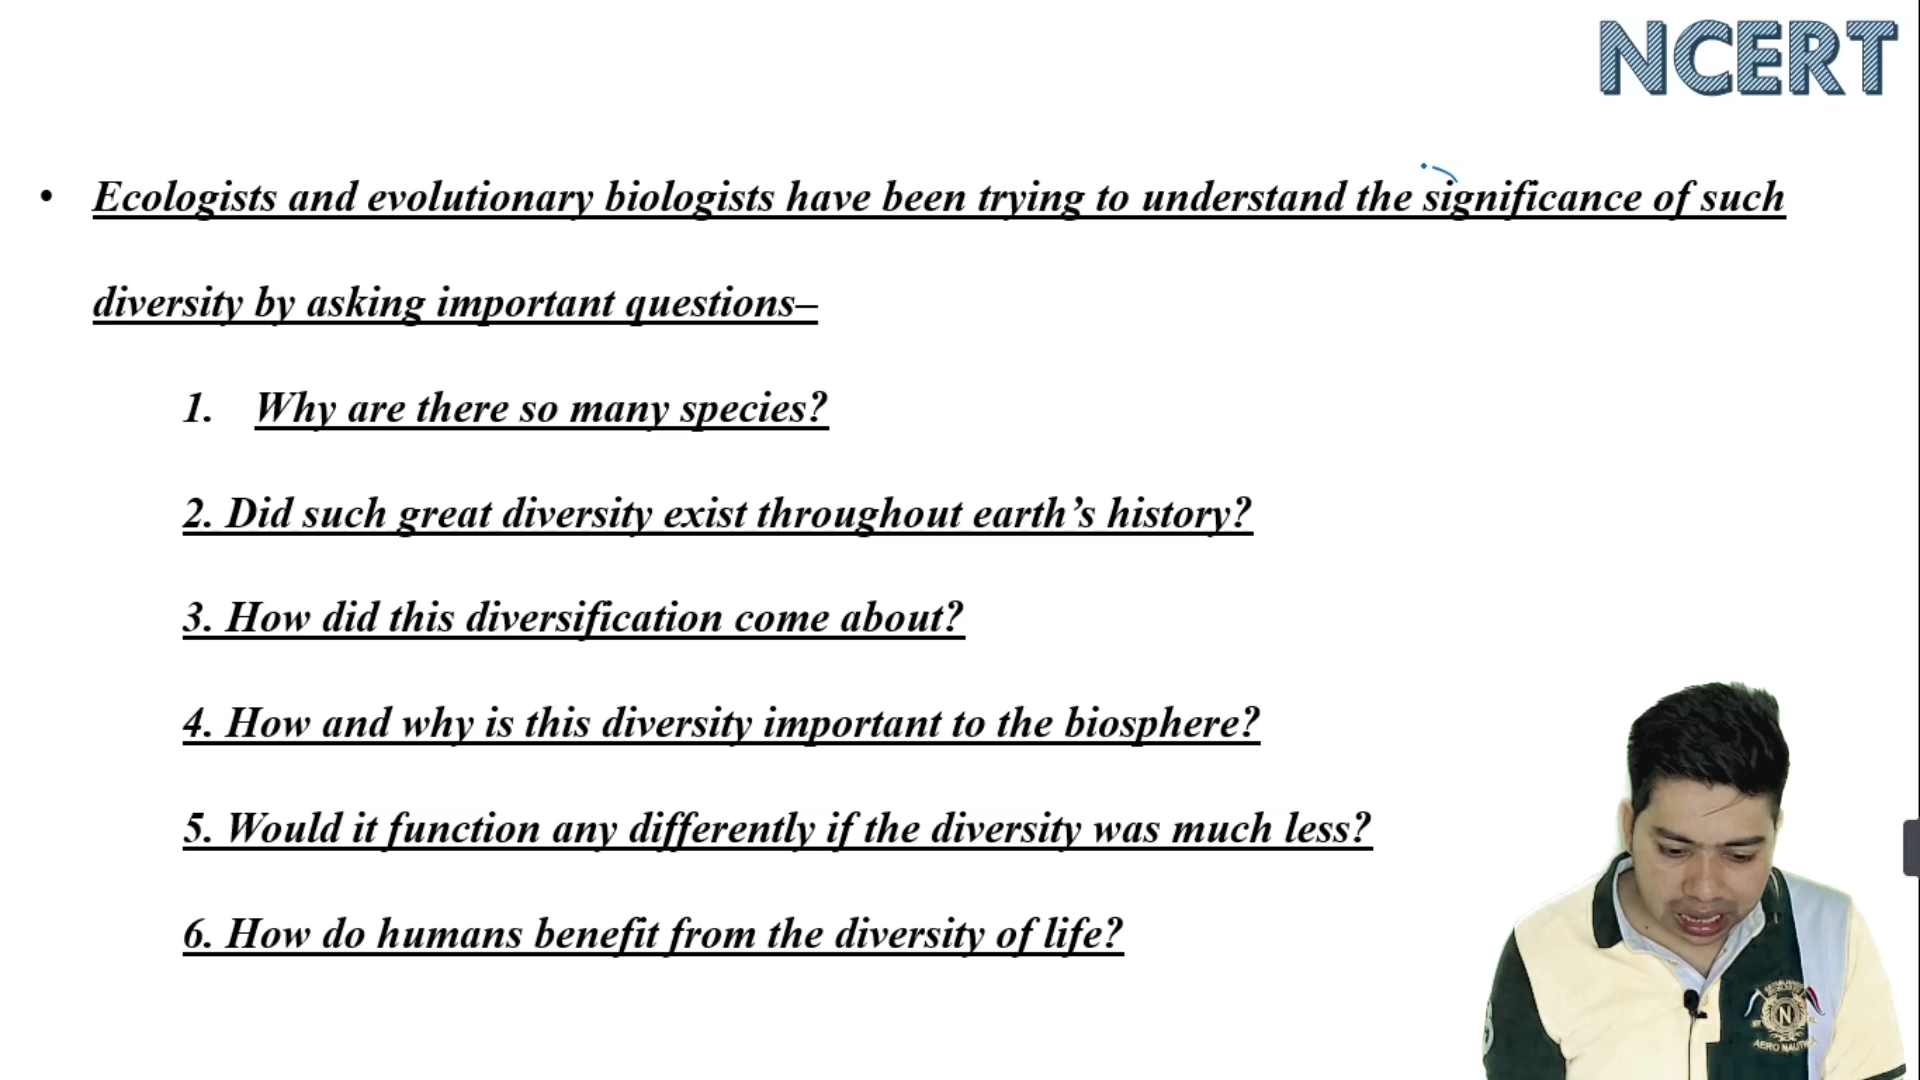 NCERT
• Ecologists and evolutionary biologists have been trying to understand the significance of such
diversity by asking important questions–
1. Why are there so many species?
2. Did such great diversity exist throughout earth’s history?
3. How did this diversification come about?
4. How and why is this diversity important to the biosphere?
5. Would it function any differently if the diversity was much less?
6. How do humans benefit from the diversity of life?
N